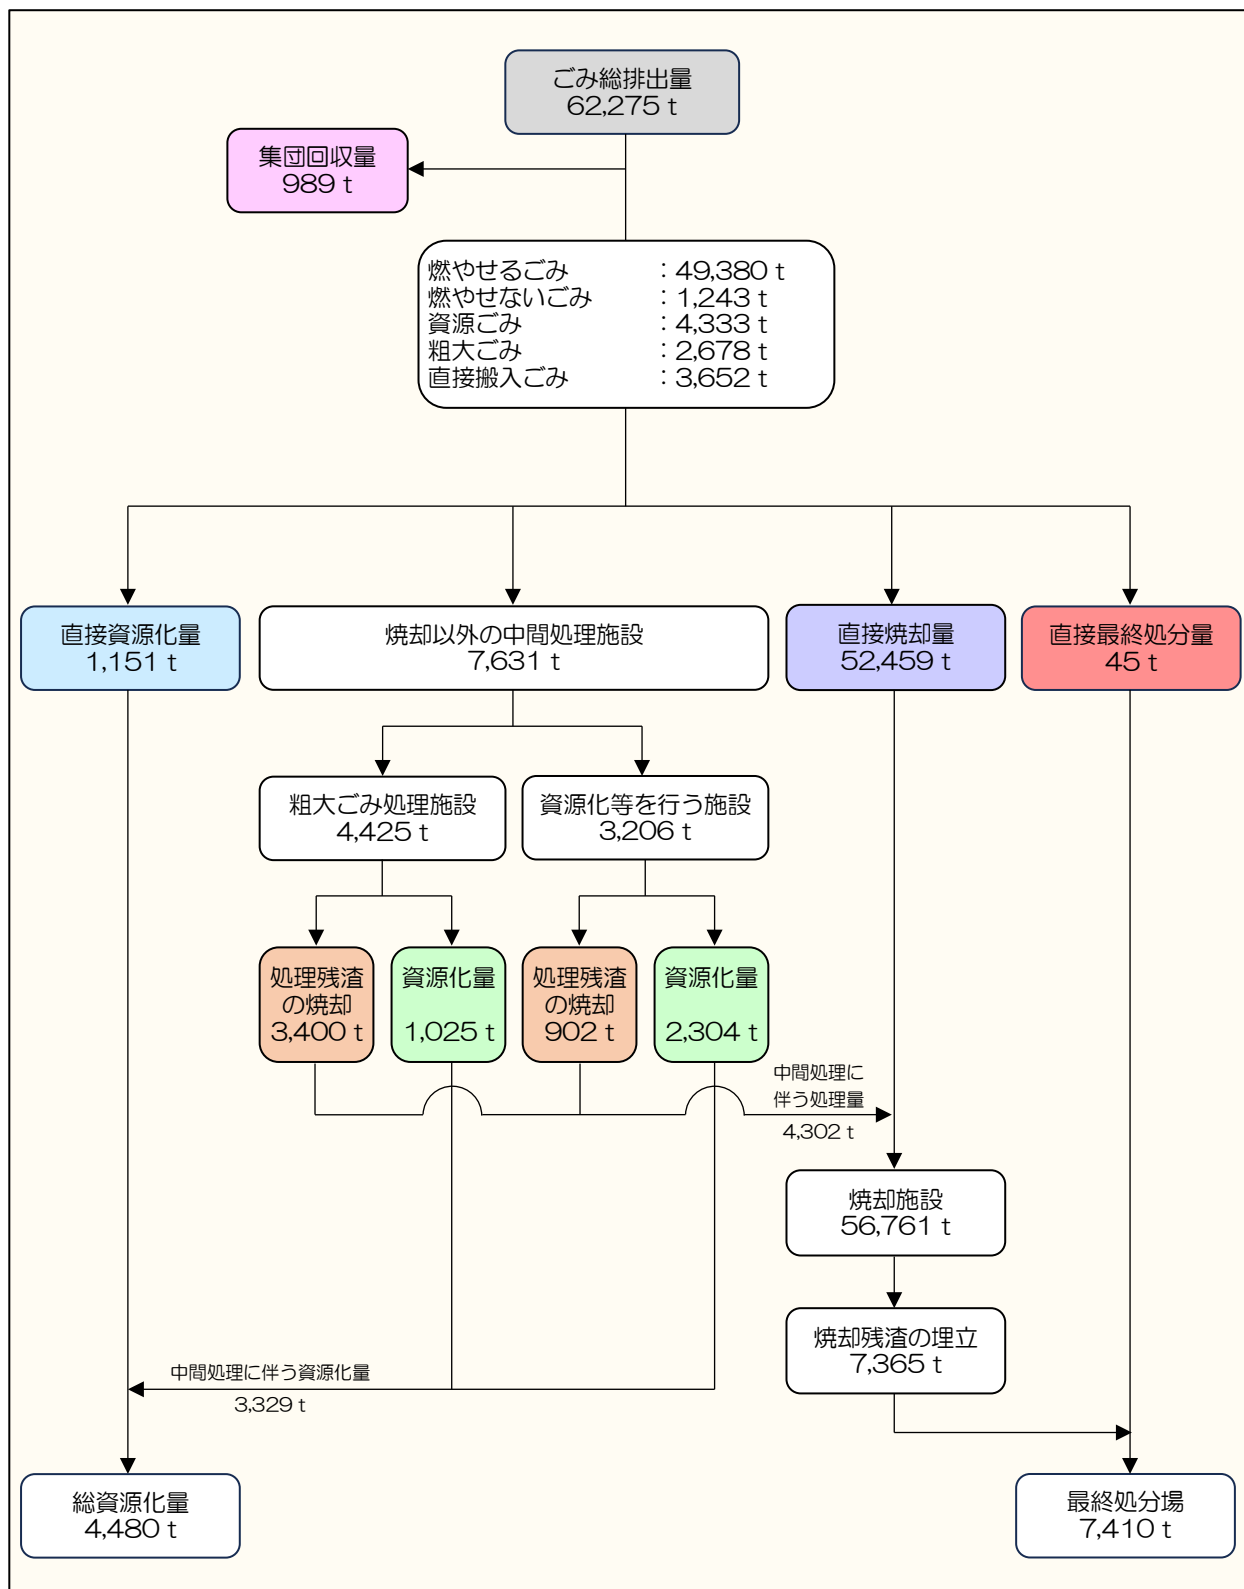 ごみ総排出量
62,275 t
集団回収量
989 t
燃やせるごみ : 49,380 t
燃やせないごみ : 1,243 t
資源ごみ : 4,333 t
粗大ごみ : 2,678 t
直接搬入ごみ : 3,652 t
直接資源化量
1,151 t
焼却以外の中間処理施設
7,631 t
直接焼却量
52,459 t
直接最終処分量
45 t
粗大ごみ処理施設
4,425 t
資源化等を行う施設
3,206 t
処理残渣
の焼却
3,400 t
資源化量
1,025 t
処理残渣
の焼却
902 t
資源化量
2,304 t
中間処理に
伴う処理量
4,302 t
焼却施設
56,761 t
焼却残渣の埋立
7,365 t
中間処理に伴う資源化量
3,329 t
総資源化量
4,480 t
最終処分場
7,410 t